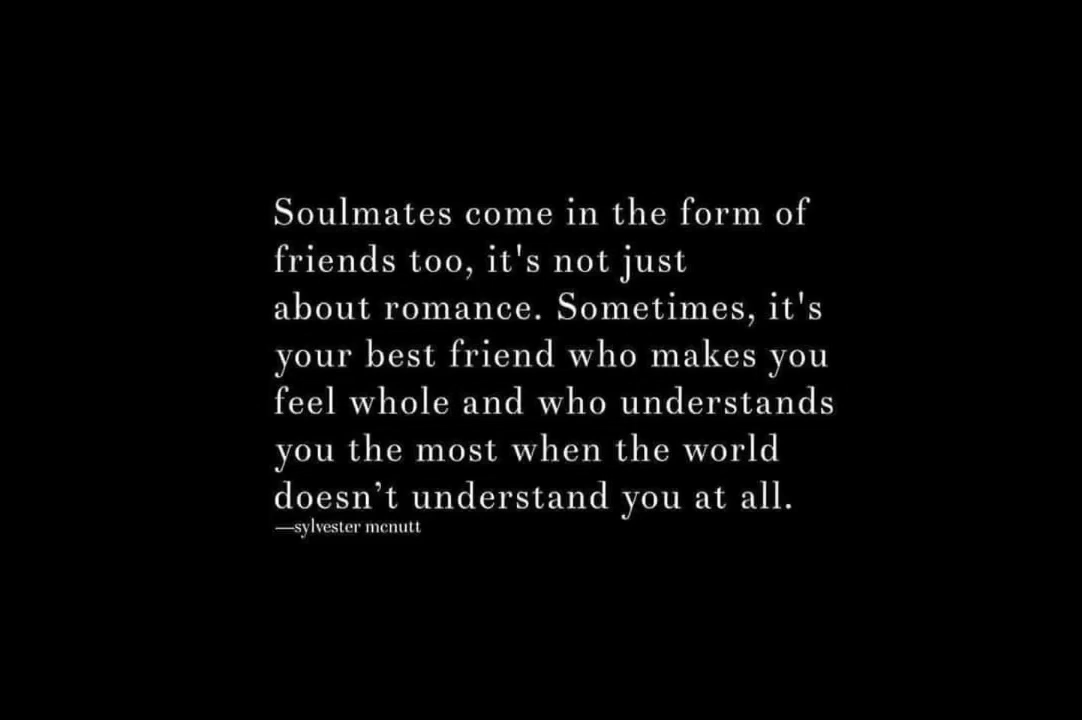 Soulmates come in the form of
friends too, it's not just
about romance. Sometimes, it's
your best friend who makes you
feel whole and who understands
you the most when the world
doesn’t understand you at all.
—sylvester mcnutt